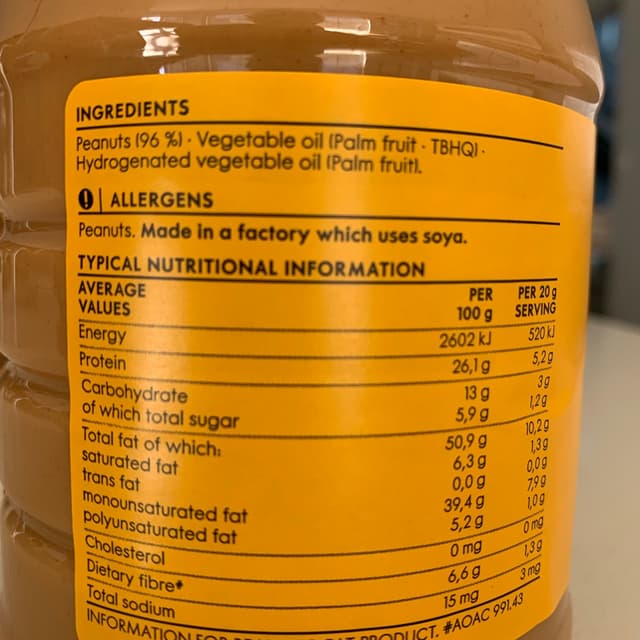 INGREDIENTS
Peanuts (96 %) · Vegetable oil (Palm fruit · TBHQ) ·
Hydrogenated vegetable oil (Palm fruit).
ALLERGENS
Peanuts. Made in a factory which uses soya.
TYPICAL NUTRITIONAL INFORMATION
AVERAGE VALUES PER 100 g PER 20 g SERVING
Energy 2602 kJ 520 kJ
Protein 26,1 g 5,2 g
Carbohydrate 13 g 3 g
of which total sugar 5,9 g 1,2 g
Total fat of which: 50,9 g 10,2 g
saturated fat 6,3 g 1,3 g
trans fat 0,0 g 0,0 g
monounsaturated fat 39,4 g 7,9 g
polyunsaturated fat 5,2 g 1,0 g
Cholesterol 0 mg 0 mg
Dietary fibre# 6,6 g 1,3 g
Total sodium 15 mg 3 mg
INFORMATION PRODUCT. #AOAC 991.43